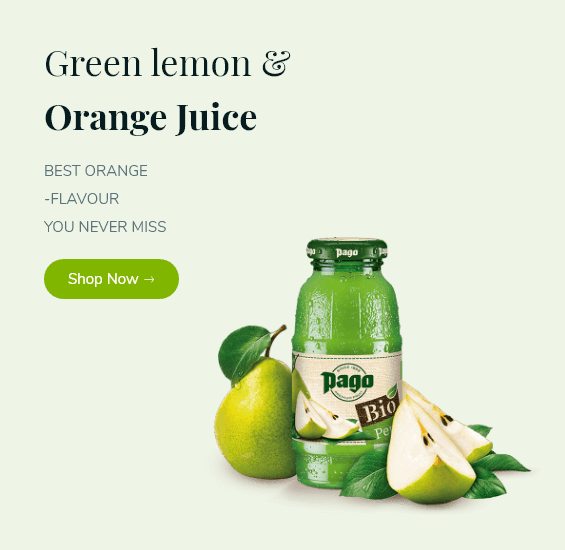 Green lemon &
Orange Juice
BEST ORANGE
-FLAVOUR
YOU NEVER MISS
Shop Now →
pago
pago
Bio